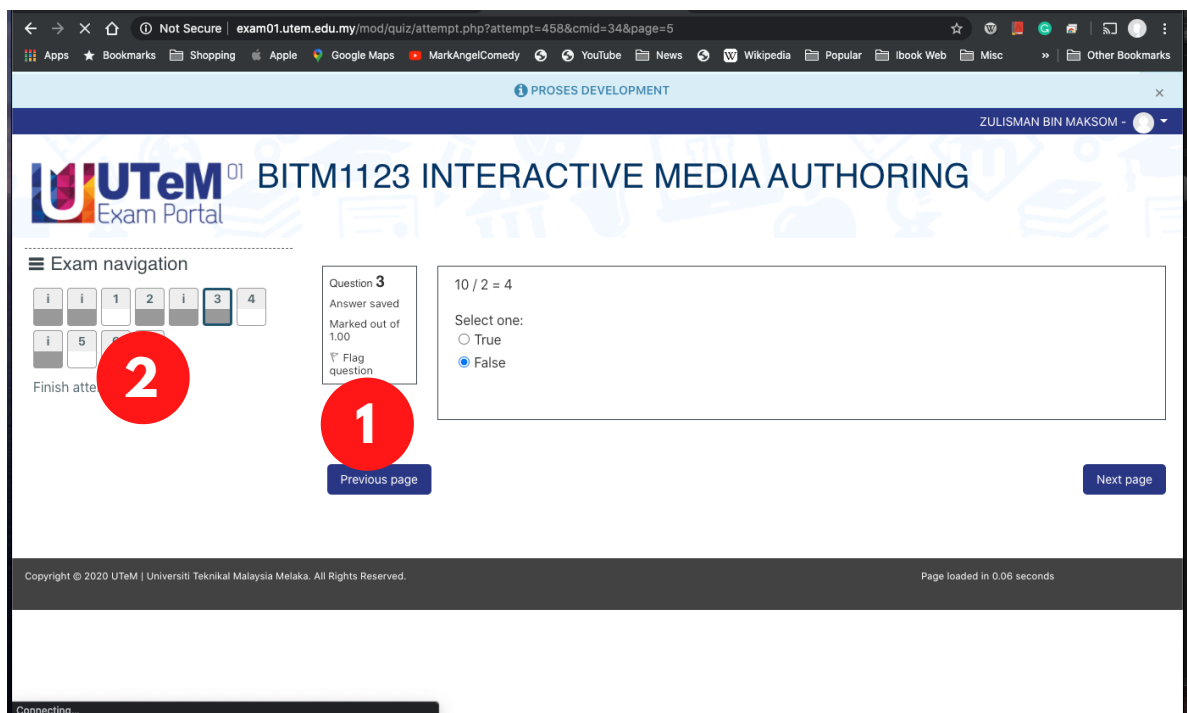 Not Secure | exam01.utem.edu.my/mod/quiz/attempt.php?attempt=458&cmid=34&page=5
Apps Bookmarks Shopping Apple Google Maps MarkAngelComedy YouTube News Wikipedia Popular Ibook Web Misc » Other Bookmarks
PROSES DEVELOPMENT ×
ZULISMAN BIN MAKSOM -
UTeM 01
Exam Portal
BITM1123 INTERACTIVE MEDIA AUTHORING
Exam navigation
i i 1 2 i 3 4
i 5
2
Finish
Question 3
Answer saved
Marked out of
1.00
Flag
question
10 / 2 = 4
Select one:
True
False
1
Previous page
Next page
Copyright © 2020 UTeM | Universiti Teknikal Malaysia Melaka. All Rights Reserved.
Page loaded in 0.06 seconds
Connecting...